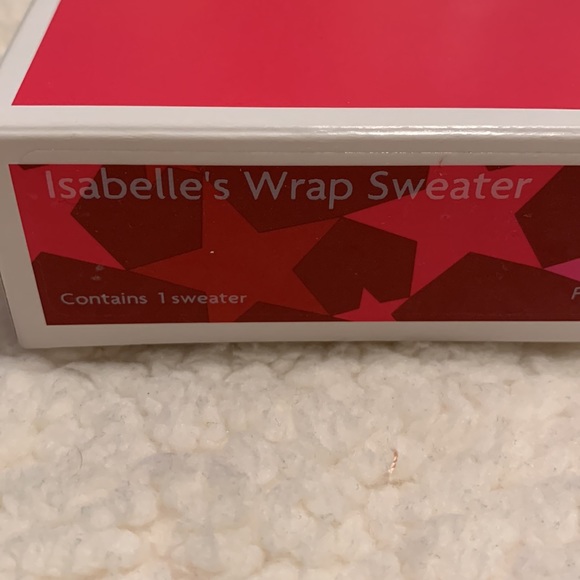 Isabelle's Wrap Sweater
Contains 1 sweater